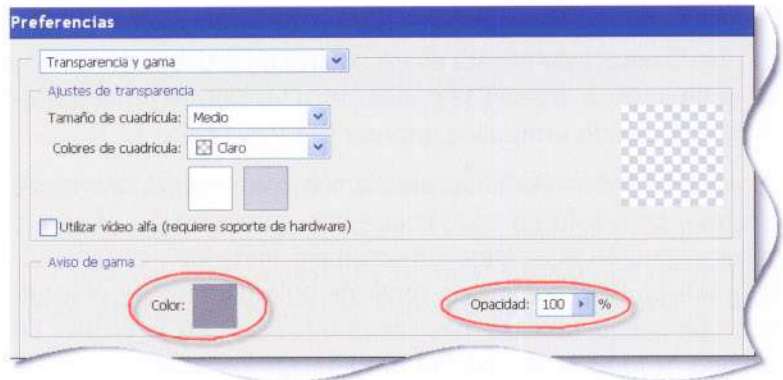 Preferencias
Transparencia y gama
Ajustes de transparencia
Tamaño de cuadrícula: Medio
Colores de cuadrícula: Claro
Utilizar vídeo alfa (requiere soporte de hardware)
Aviso de gama
Color:
Opacidad: 100 %